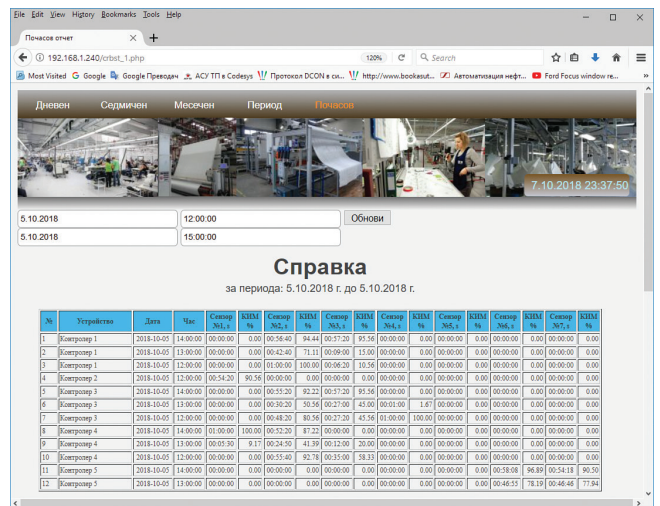 File Edit View History Bookmarks Tools Help
Почасов отчет
192.168.1.240/crbst_1.php 120% Search
Most Visited Google Google Преводач АСУ ТП в Codesys Протокол DCON в си... http://www.bookasut... Автоматизация нефт... Ford Focus window re...
Дневен Седмичен Месечен Период Почасов
7.10.2018 23:37:50
5.10.2018 12:00:00 Обнови
5.10.2018 15:00:00
Справка
за периода: 5.10.2018 г. до 5.10.2018 г.
№ Устройство Дата Час Сензор №1, s КИМ % Сензор №2, s КИМ % Сензор №3, s КИМ % Сензор №4, s КИМ % Сензор №5, s КИМ % Сензор №6, s КИМ % Сензор №7, s КИМ %
1 Контролер 1 2018-10-05 14:00:00 00:00:00 0.00 00:56:40 94.44 00:57:20 95.56 00:00:00 0.00 00:00:00 0.00 00:00:00 0.00 00:00:00 0.00
2 Контролер 1 2018-10-05 13:00:00 00:00:00 0.00 00:42:40 71.11 00:09:00 15.00 00:00:00 0.00 00:00:00 0.00 00:00:00 0.00 00:00:00 0.00
3 Контролер 1 2018-10-05 12:00:00 00:00:00 0.00 01:00:00 100.00 00:06:20 10.56 00:00:00 0.00 00:00:00 0.00 00:00:00 0.00 00:00:00 0.00
4 Контролер 2 2018-10-05 12:00:00 00:54:20 90.56 00:00:00 0.00 00:00:00 0.00 00:00:00 0.00 00:00:00 0.00 00:00:00 0.00 00:00:00 0.00
5 Контролер 3 2018-10-05 14:00:00 00:00:00 0.00 00:55:20 92.22 00:57:20 95.56 00:00:00 0.00 00:00:00 0.00 00:00:00 0.00 00:00:00 0.00
6 Контролер 3 2018-10-05 13:00:00 00:00:00 0.00 00:30:20 50.56 00:27:00 45.00 00:01:00 1.67 00:00:00 0.00 00:00:00 0.00 00:00:00 0.00
7 Контролер 3 2018-10-05 12:00:00 00:00:00 0.00 00:48:20 80.56 00:27:20 45.56 01:00:00 100.00 00:00:00 0.00 00:00:00 0.00 00:00:00 0.00
8 Контролер 4 2018-10-05 14:00:00 01:00:00 100.00 00:52:20 87.22 00:00:00 0.00 00:00:00 0.00 00:00:00 0.00 00:00:00 0.00 00:00:00 0.00
9 Контролер 4 2018-10-05 13:00:00 00:05:30 9.17 00:24:50 41.39 00:12:00 20.00 00:00:00 0.00 00:00:00 0.00 00:00:00 0.00 00:00:00 0.00
10 Контролер 4 2018-10-05 12:00:00 00:00:00 0.00 00:55:40 92.78 00:35:00 58.33 00:00:00 0.00 00:00:00 0.00 00:00:00 0.00 00:00:00 0.00
11 Контролер 5 2018-10-05 14:00:00 00:00:00 0.00 00:00:00 0.00 00:00:00 0.00 00:00:00 0.00 00:00:00 0.00 00:58:08 96.89 00:54:18 90.50
12 Контролер 5 2018-10-05 13:00:00 00:00:00 0.00 00:00:00 0.00 00:00:00 0.00 00:00:00 0.00 00:00:00 0.00 00:46:55 78.19 00:46:46 77.94